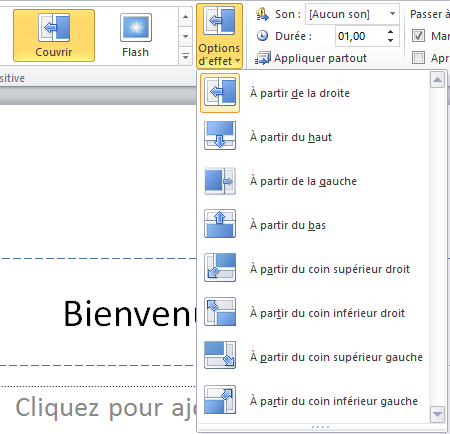 Couvrir
Flash
Options
d'effet
Son : [Aucun son]
Durée : 01,00
Appliquer partout
Passer à
Mar
Apr
sitive
À partir de la droite
À partir du haut
À partir de la gauche
À partir du bas
À partir du coin supérieur droit
À partir du coin inférieur droit
À partir du coin supérieur gauche
À partir du coin inférieur gauche
Bienvenu
Cliquez pour ajo